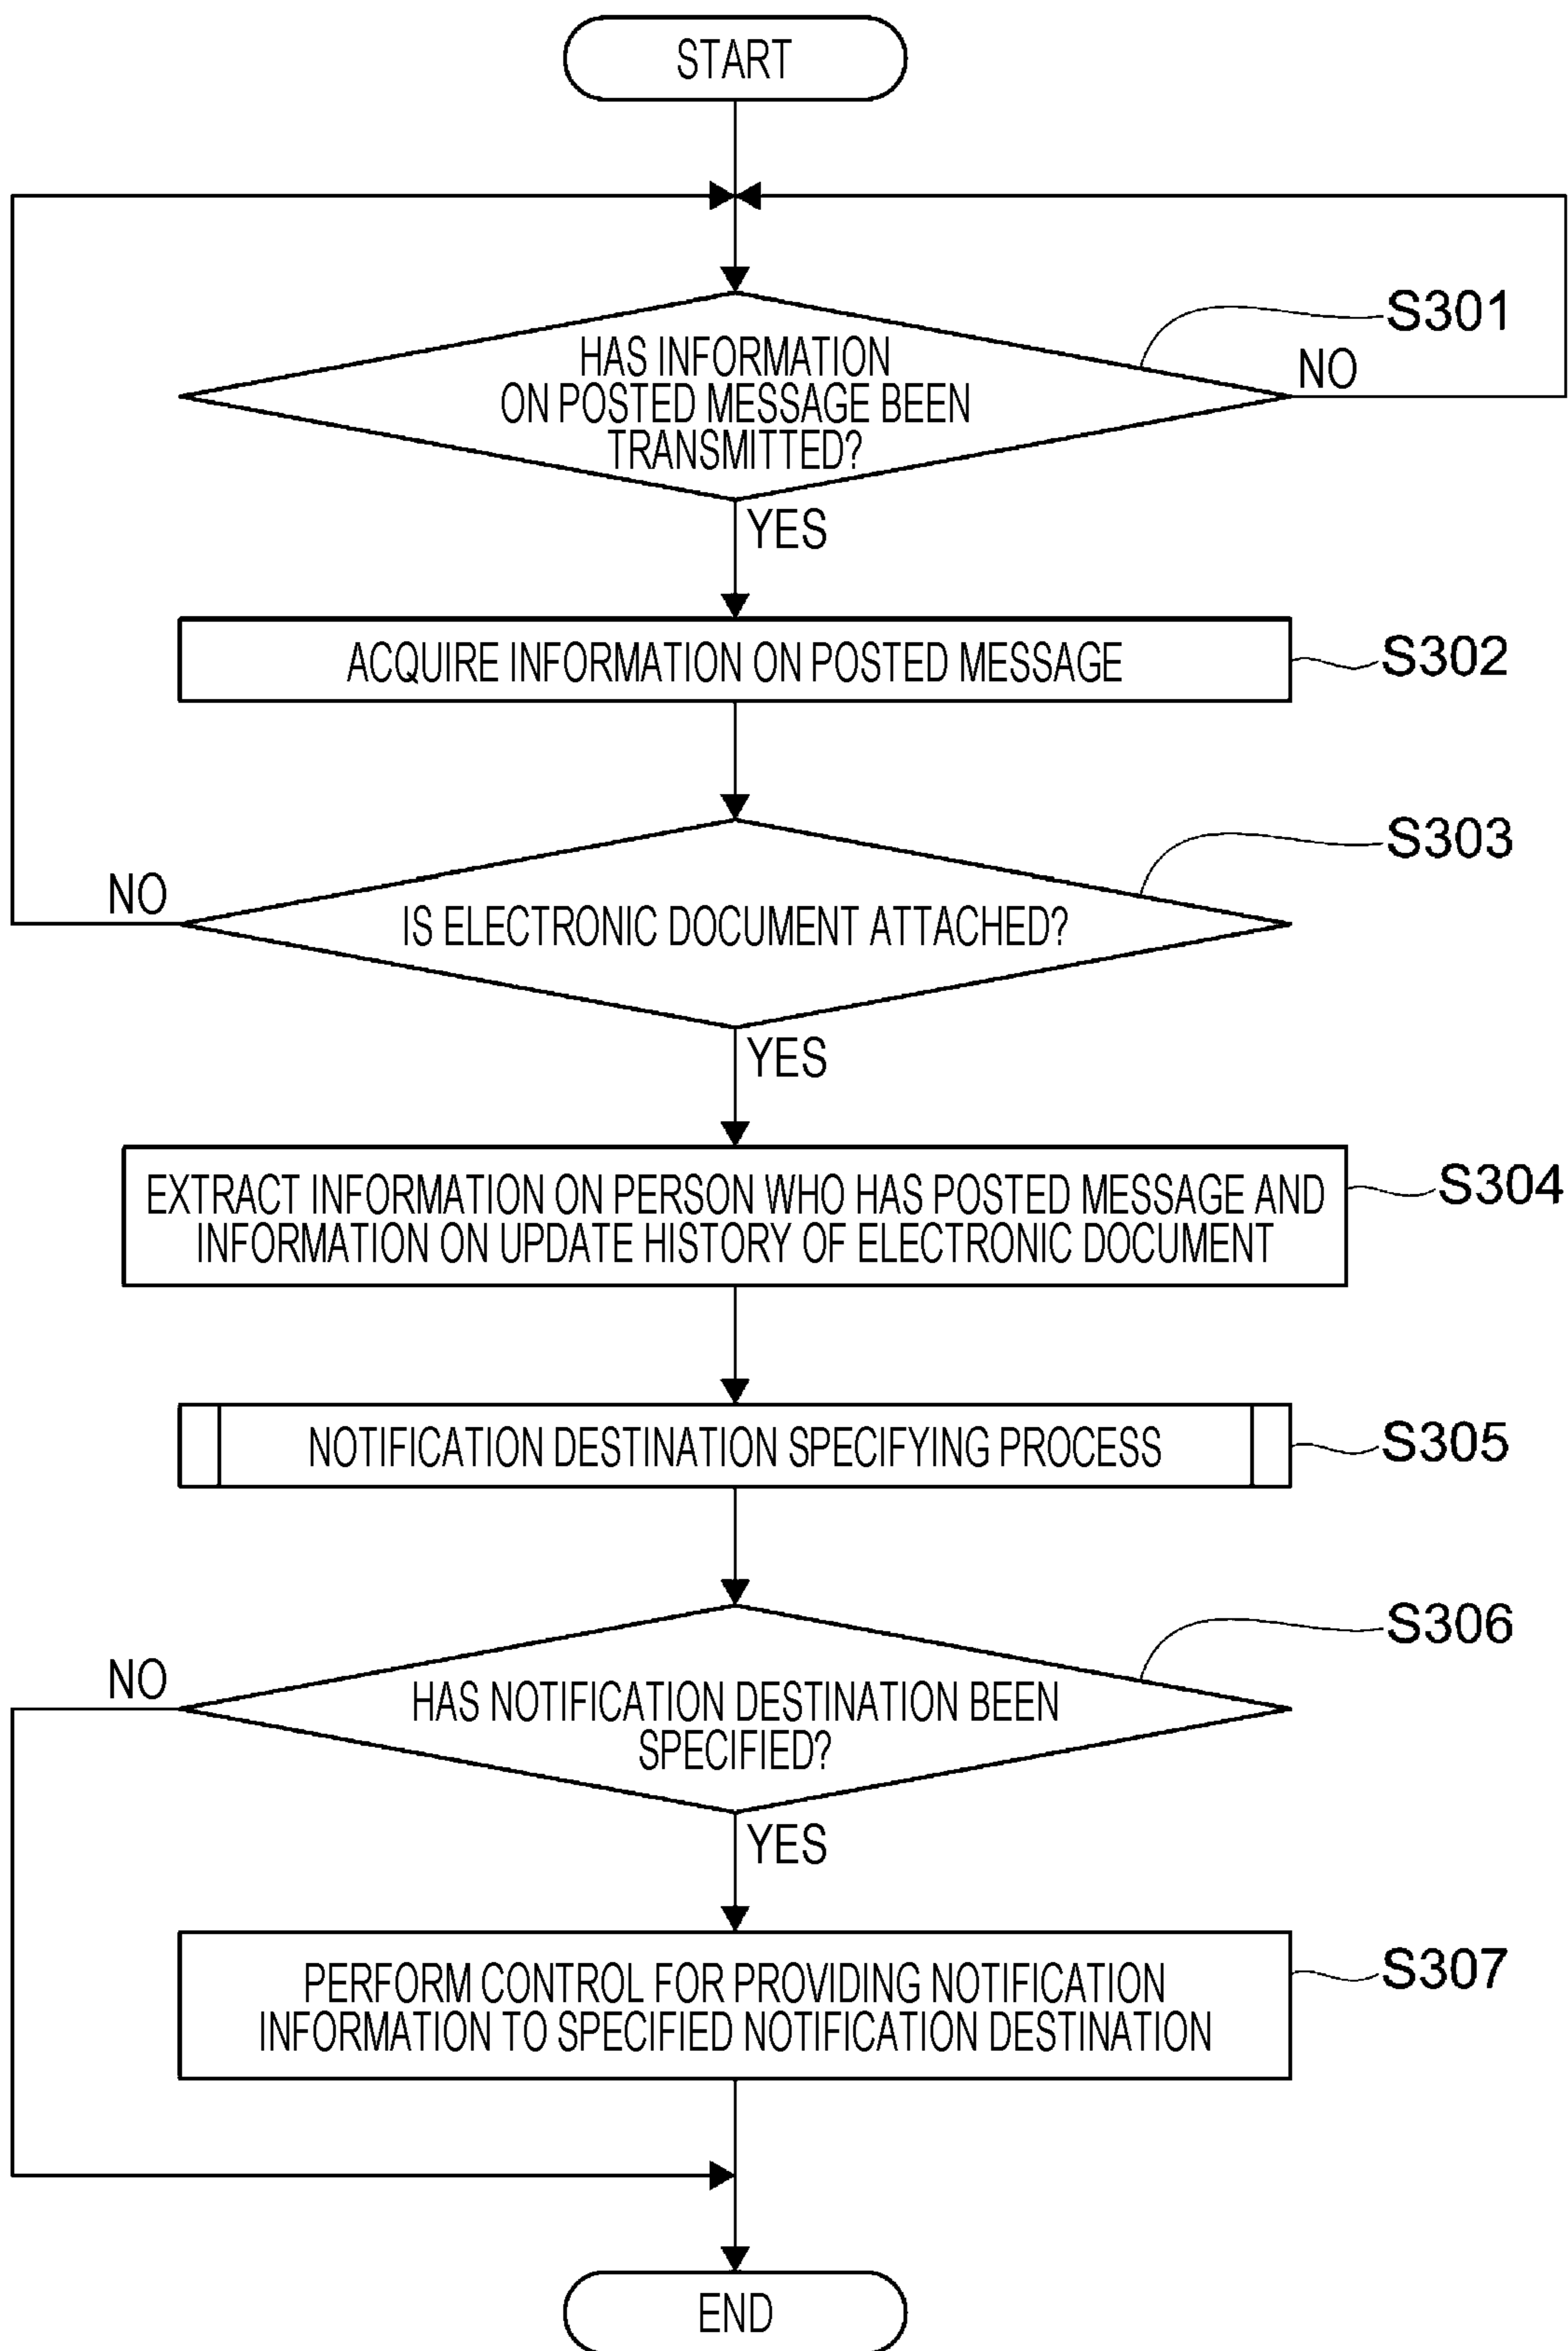 START
HAS INFORMATION
ON POSTED MESSAGE BEEN
TRANSMITTED?
S301
NO
YES
ACQUIRE INFORMATION ON POSTED MESSAGE
S302
IS ELECTRONIC DOCUMENT ATTACHED?
S303
NO
YES
EXTRACT INFORMATION ON PERSON WHO HAS POSTED MESSAGE AND
INFORMATION ON UPDATE HISTORY OF ELECTRONIC DOCUMENT
S304
NOTIFICATION DESTINATION SPECIFYING PROCESS
S305
HAS NOTIFICATION DESTINATION BEEN
SPECIFIED?
S306
NO
YES
PERFORM CONTROL FOR PROVIDING NOTIFICATION
INFORMATION TO SPECIFIED NOTIFICATION DESTINATION
S307
END